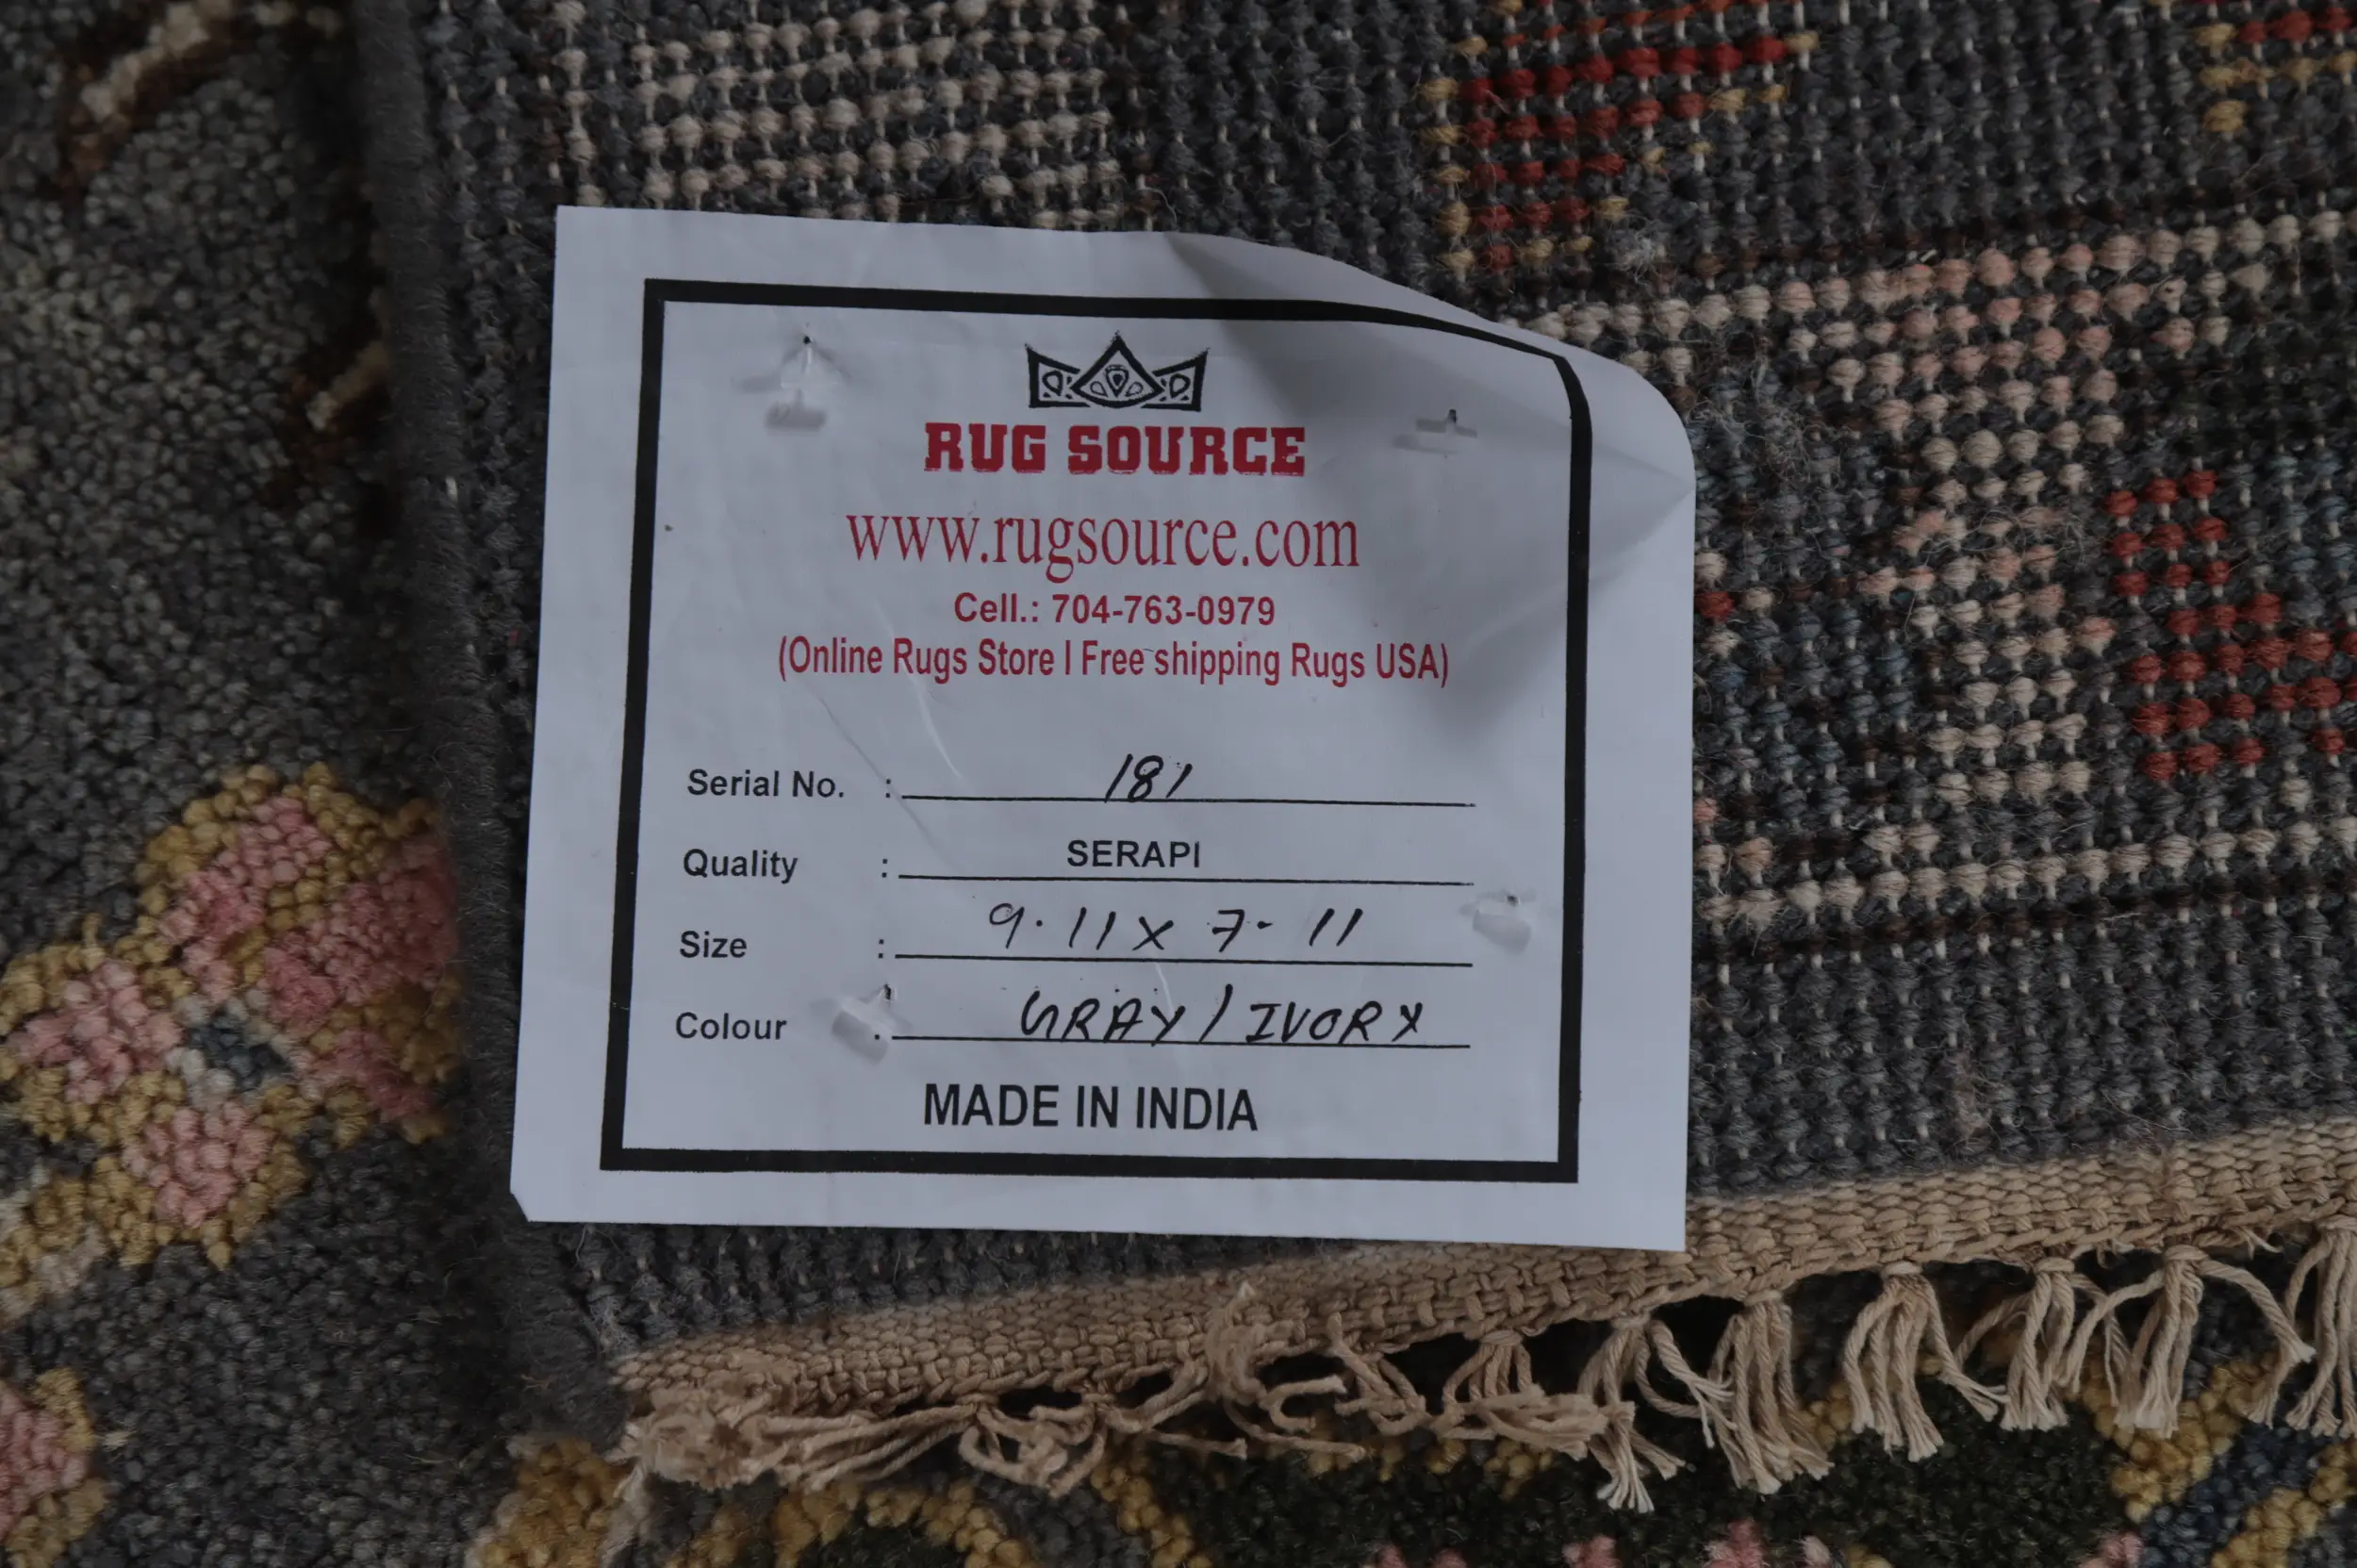 RUG SOURCE
www.rugsource.com
Cell.: 704-763-0979
(Online Rugs Store I Free shipping Rugs USA)
Serial No. : 181
Quality : SERAPI
Size : 9·11 x 7-11
Colour : GRAY / IVORY
MADE IN INDIA